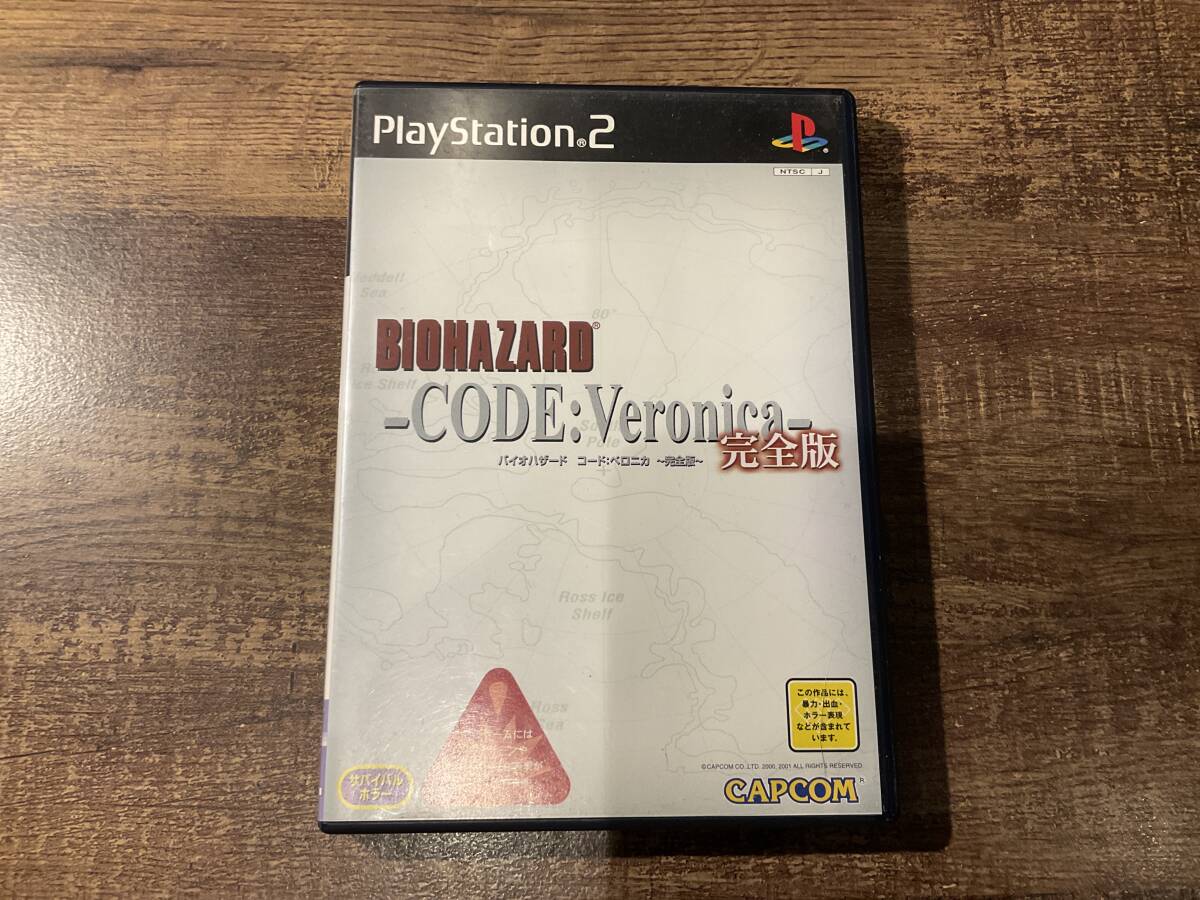 PlayStation®2
NTSC J
Weddell
Sea
80°
BIOHAZARD®
Ice Shelf
-CODE:Veronica-
完全版
バイオハザード コード:ベロニカ ~完全版~
Pole
Ross Ice
Shelf
Ross
Sea
この作品には、
暴力・出血・
ホラー表現
などが含まれて
います。
©CAPCOM CO.,LTD. 2000, 2001 ALL RIGHTS RESERVED.
サバイバル
ホラー
CAPCOM®